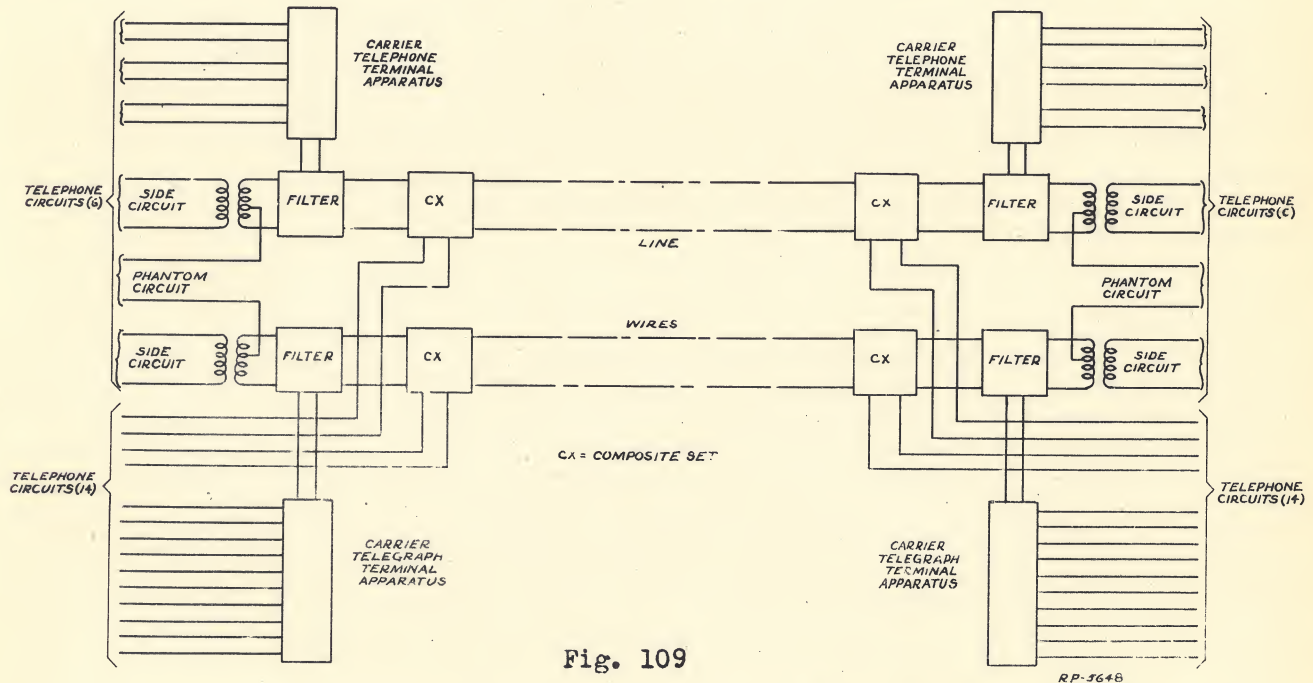 CARRIER
TELEPHONE
TERMINAL
APPARATUS
CARRIER
TELEPHONE
TERMINAL
APPARATUS
TELEPHONE
CIRCUITS (6)
SIDE
CIRCUIT
FILTER
CX
LINE
CX
FILTER
SIDE
CIRCUIT
TELEPHONE
CIRCUITS (C)
PHANTOM
CIRCUIT
PHANTOM
CIRCUIT
SIDE
CIRCUIT
FILTER
CX
WIRES
CX
FILTER
SIDE
CIRCUIT
CX = COMPOSITE SET
TELEPHONE
CIRCUITS (14)
TELEPHONE
CIRCUITS (14)
CARRIER
TELEGRAPH
TERMINAL
APPARATUS
CARRIER
TELEGRAPH
TERMINAL
APPARATUS
Fig. 109
RP-5648